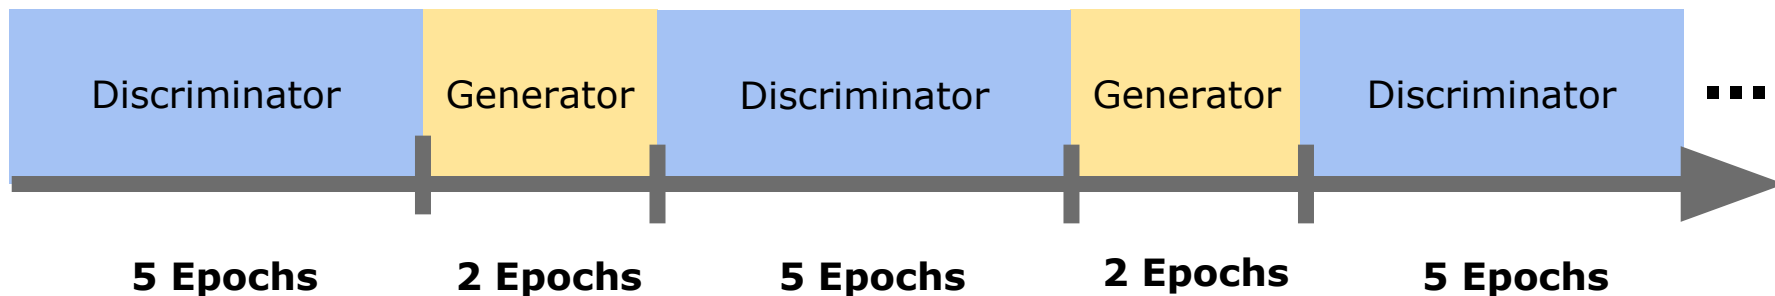 Discriminator Generator Discriminator Generator Discriminator ...
5 Epochs 2 Epochs 5 Epochs 2 Epochs 5 Epochs